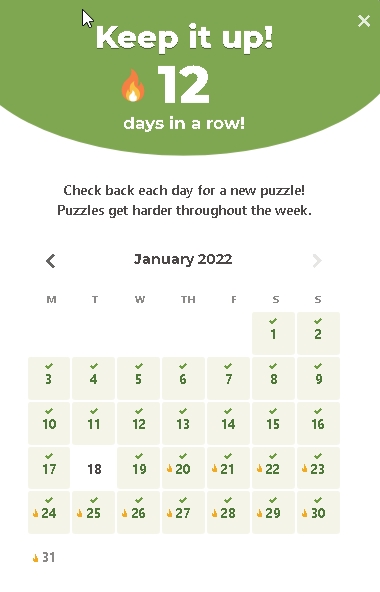 Keep it up!
12
days in a row!
Check back each day for a new puzzle!
Puzzles get harder throughout the week.
January 2022
M T W TH F S S
1 2
3 4 5 6 7 8 9
10 11 12 13 14 15 16
17 18 19 20 21 22 23
24 25 26 27 28 29 30
31